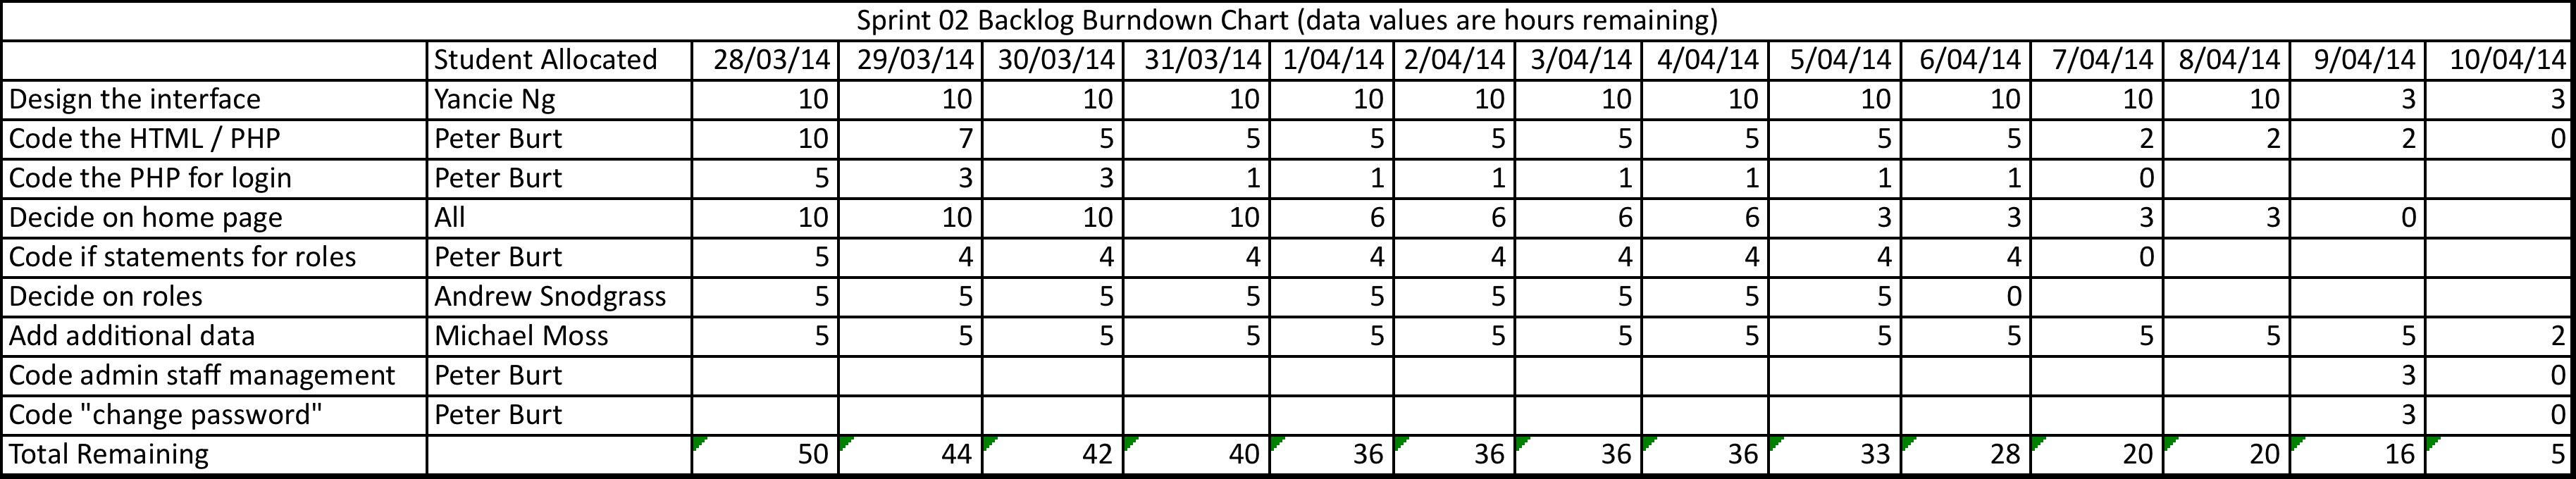 Sprint 02 Backlog Burndown Chart (data values are hours remaining)
Student Allocated 28/03/14 29/03/14 30/03/14 31/03/14 1/04/14 2/04/14 3/04/14 4/04/14 5/04/14 6/04/14 7/04/14 8/04/14 9/04/14 10/04/14
Design the interface Yancie Ng 10 10 10 10 10 10 10 10 10 10 10 10 3 3
Code the HTML / PHP Peter Burt 10 7 5 5 5 5 5 5 5 5 2 2 2 0
Code the PHP for login Peter Burt 5 3 3 1 1 1 1 1 1 1 0
Decide on home page All 10 10 10 10 6 6 6 6 3 3 3 3 0
Code if statements for roles Peter Burt 5 4 4 4 4 4 4 4 4 4 0
Decide on roles Andrew Snodgrass 5 5 5 5 5 5 5 5 5 0
Add additional data Michael Moss 5 5 5 5 5 5 5 5 5 5 5 5 5 2
Code admin staff management Peter Burt 3 0
Code "change password" Peter Burt 3 0
Total Remaining 50 44 42 40 36 36 36 36 33 28 20 20 16 5